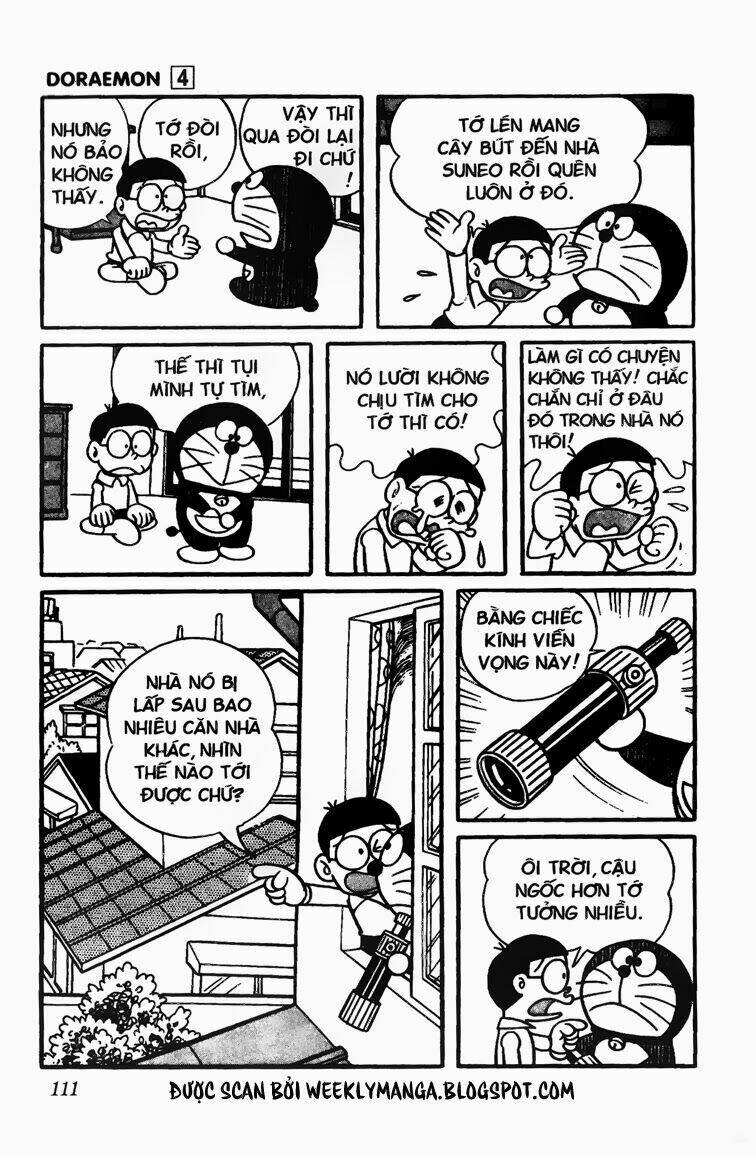 DORAEMON 4
TỚ LÉN MANG
CÂY BÚT ĐẾN NHÀ
SUNEO RỒI QUÊN
LUÔN Ở ĐÓ.
VẬY THÌ
QUA ĐÒI LẠI
ĐI CHỨ
!
TỚ ĐÒI
RỒI,
NHƯNG
NÓ BẢO
KHÔNG
THẤY.
LÀM GÌ CÓ CHUYỆN
KHÔNG THẤY! CHẮC
CHẮN CHỈ Ở ĐÂU
ĐÓ TRONG NHÀ NÓ
THÔI!
NÓ LƯỜI KHÔNG
CHỊU TÌM CHO
TỚ THÌ CÓ!
THẾ THÌ TỤI
MÌNH TỰ TÌM,
BẰNG CHIẾC
KÍNH VIỄN
VỌNG NÀY!
ÔI TRỜI, CẬU
NGỐC HƠN TỚ
TƯỞNG NHIỀU.
NHÀ NÓ BỊ
LẤP SAU BAO
NHIÊU CĂN NHÀ
KHÁC, NHÌN
THẾ NÀO TỚI
ĐƯỢC CHỨ?
111
ĐƯỢC SCAN BỞI WEEKLYMANGA.BLOGSPOT.COM